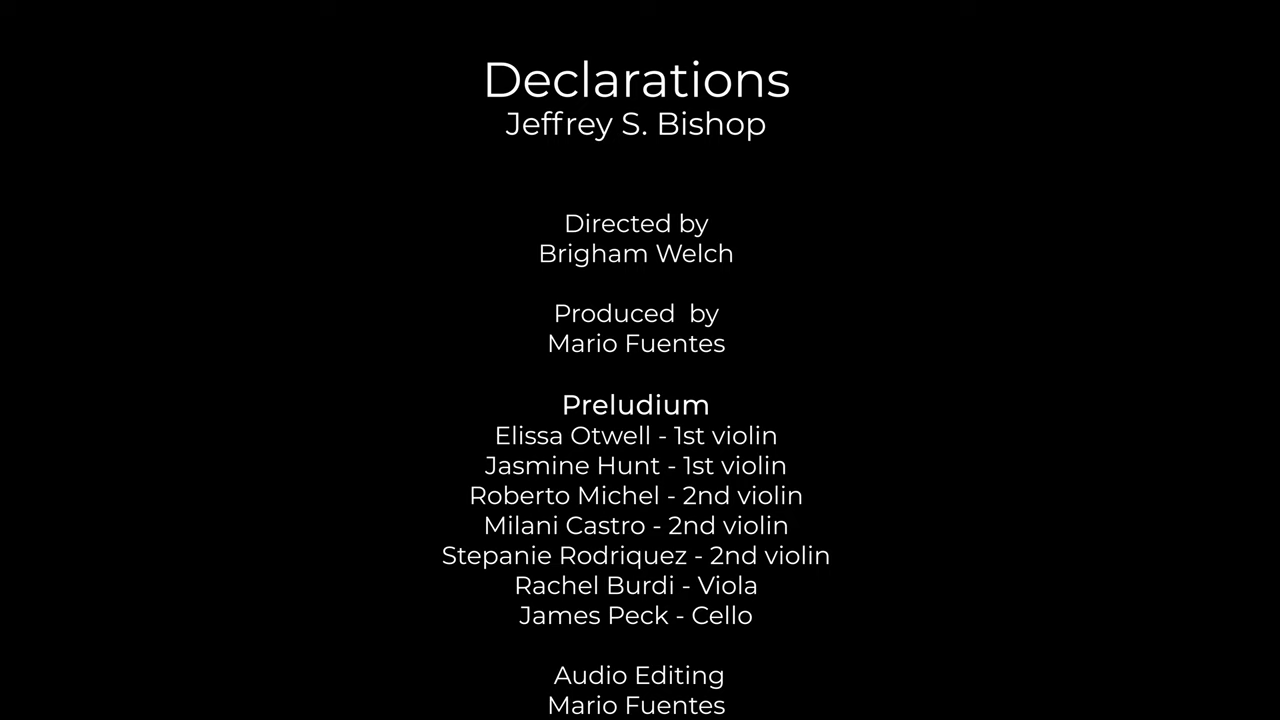 Declarations
Jeffrey S. Bishop
Directed by
Brigham Welch
Produced  by
Mario Fuentes
Preludium
Elissa Otwell - 1st violin
Jasmine Hunt - 1st violin
Roberto Michel - 2nd violin
Milani Castro - 2nd violin
Stepanie Rodriquez - 2nd violin
Rachel Burdi - Viola
James Peck - Cello
Audio Editing
Mario Fuentes